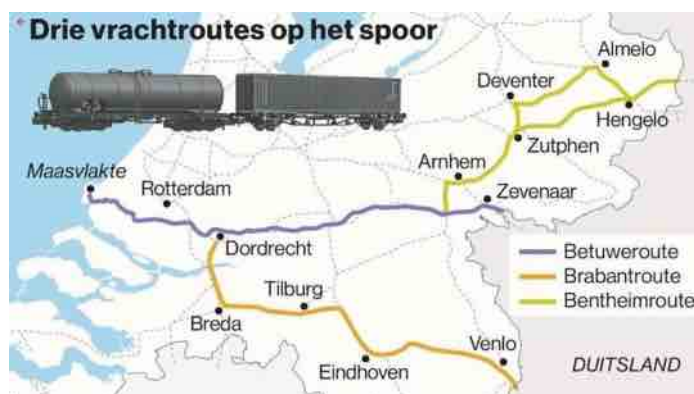 Drie vrachtroutes op het spoor
Almelo
Deventer
Hengelo
Zutphen
Arnhem
Maasvlakte
Rotterdam
Zevenaar
Dordrecht
Betuweroute
Brabantroute
Bentheimroute
Tilburg
Breda
Venlo
Eindhoven
DUITSLAND